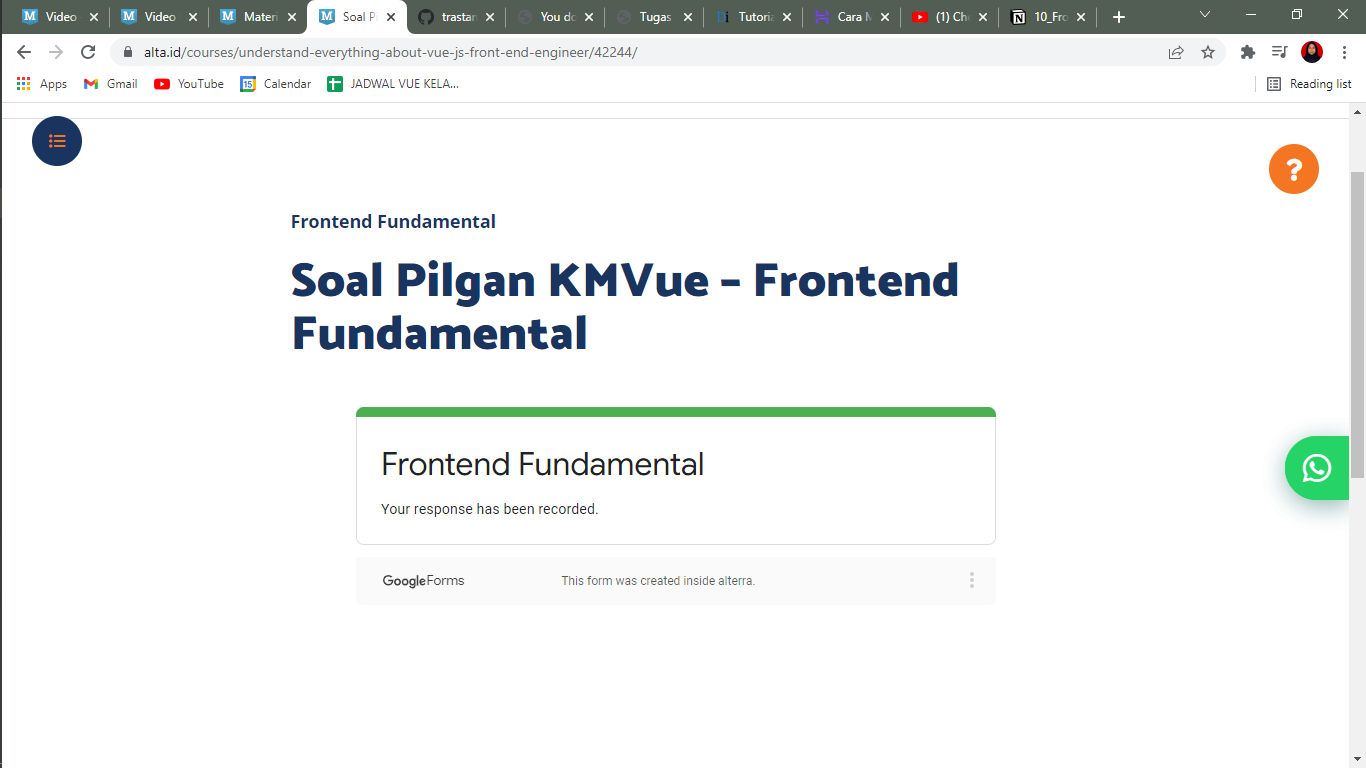 Video
Video
Materi
Soal P
trastan
You do
Tugas
Tutoria
Cara M
(1) Che
10_Fro
alta.id/courses/understand-everything-about-vue-js-front-end-engineer/42244/
Apps
Gmail
YouTube
15
Calendar
JADWAL VUE KELA...
Reading list
?
Frontend Fundamental
Soal Pilgan KMVue – Frontend
Fundamental
Frontend Fundamental
Your response has been recorded.
Google Forms
This form was created inside alterra.